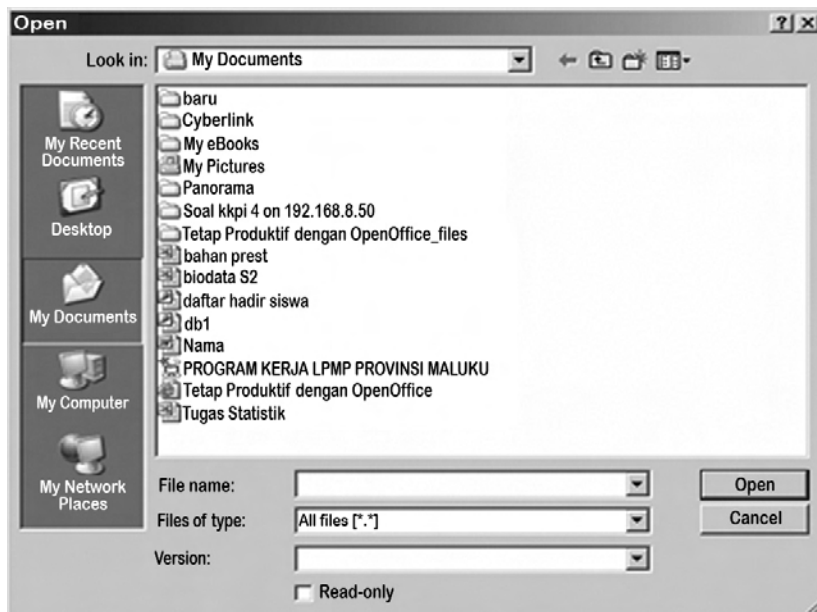 Open
Look in: My Documents
My Recent
Documents
Desktop
My Documents
My Computer
My Network
Places
baru
Cyberlink
My eBooks
My Pictures
Panorama
Soal kkpi 4 on 192.168.8.50
Tetap Produktif dengan OpenOffice_files
bahan prest
biodata S2
daftar hadir siswa
db1
Nama
PROGRAM KERJA LPMP PROVINSI MALUKU
Tetap Produktif dengan OpenOffice
Tugas Statistik
File name:
Open
Files of type: All files [*.*]
Cancel
Version:
Read-only